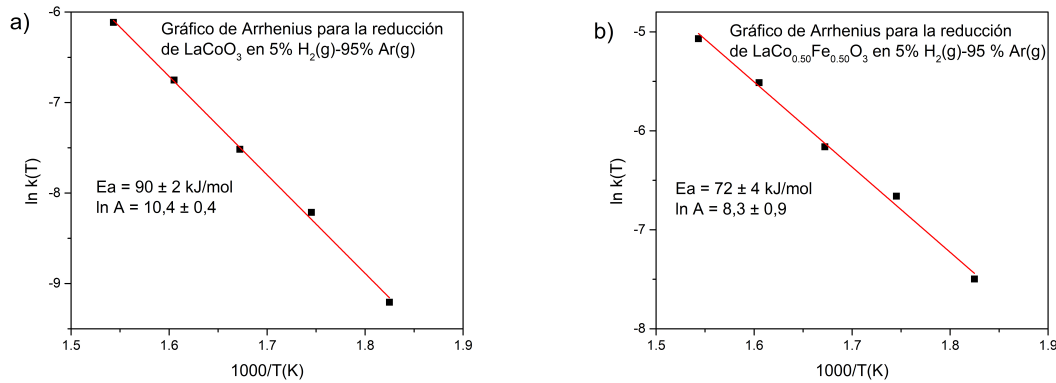 a)
Gráfico de Arrhenius para la reducción
de LaCoO3 en 5% H2(g)-95% Ar(g)
Ea = 90 ± 2 kJ/mol
ln A = 10,4 ± 0,4
ln k(T)
-6
-7
-8
-9
1.5 1.6 1.7 1.8 1.9
1000/T(K)
b)
Gráfico de Arrhenius para la reducción
de LaCo0.50Fe0.50O3 en 5% H2(g)-95 % Ar(g)
Ea = 72 ± 4 kJ/mol
ln A = 8,3 ± 0,9
ln k(T)
-5
-6
-7
-8
1.5 1.6 1.7 1.8 1.9
1000/T(K)